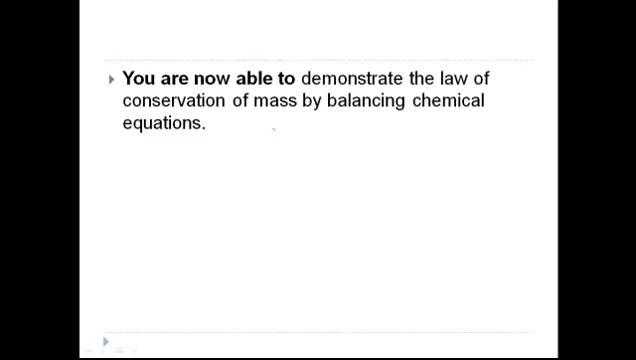 You are now able to demonstrate the law of
conservation of mass by balancing chemical
equations.